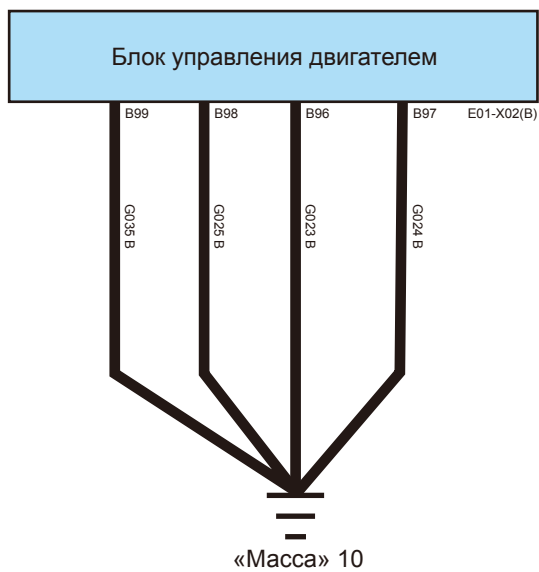 Блок управления двигателем
B99 B98 B96 B97 E01-X02(B)
G035 B
G025 B
G023 B
G024 B
«Масса» 10